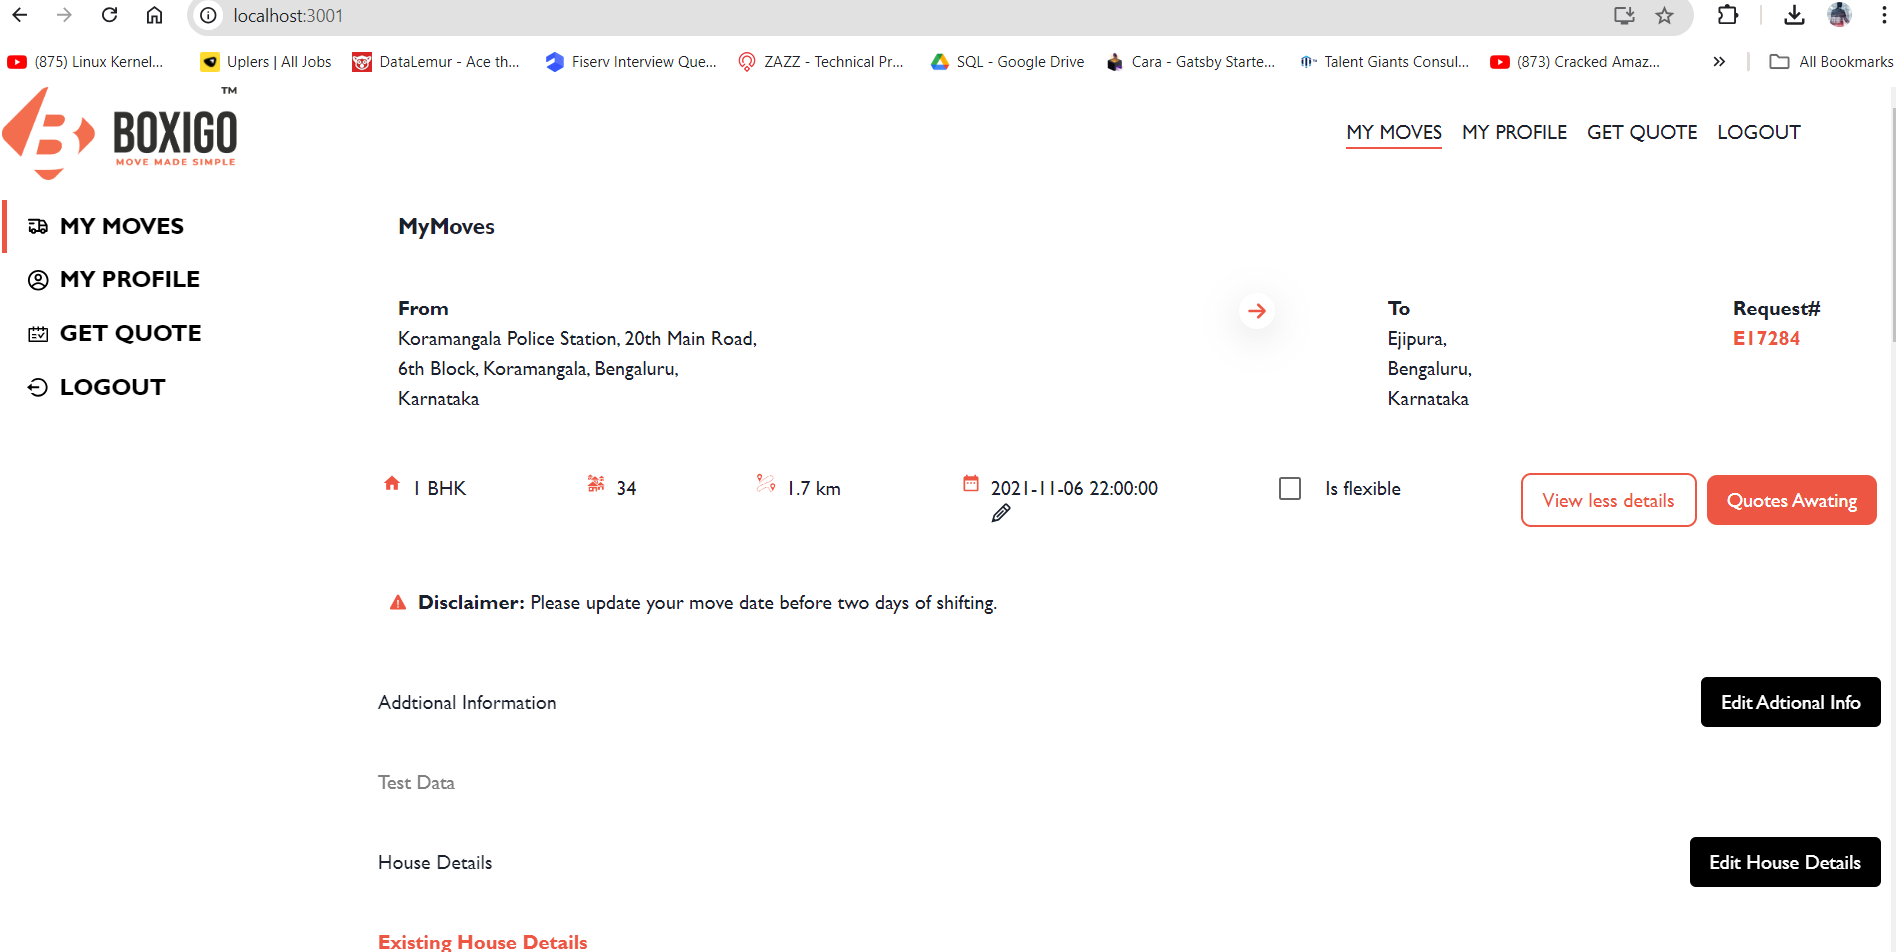 localhost:3001
(875) Linux Kernel...
Uplers | All Jobs
DataLemur - Ace th...
Fiserv Interview Que...
ZAZZ - Technical Pr...
SQL - Google Drive
Cara - Gatsby Starte...
Talent Giants Consul...
(873) Cracked Amaz...
»
All Bookmarks
TM
BOXIGO
MOVE MADE SIMPLE
MY MOVES
MY PROFILE
GET QUOTE
LOGOUT
MY MOVES
MY PROFILE
GET QUOTE
LOGOUT
MyMoves
From
Koramangala Police Station, 20th Main Road,
6th Block, Koramangala, Bengaluru,
Karnataka
To
Ejipura,
Bengaluru,
Karnataka
Request#
E17284
1 BHK
34
1.7 km
2021-11-06 22:00:00
Is flexible
View less details
Quotes Awating
Disclaimer: Please update your move date before two days of shifting.
Addtional Information
Edit Adtional Info
Test Data
House Details
Edit House Details
Existing House Details